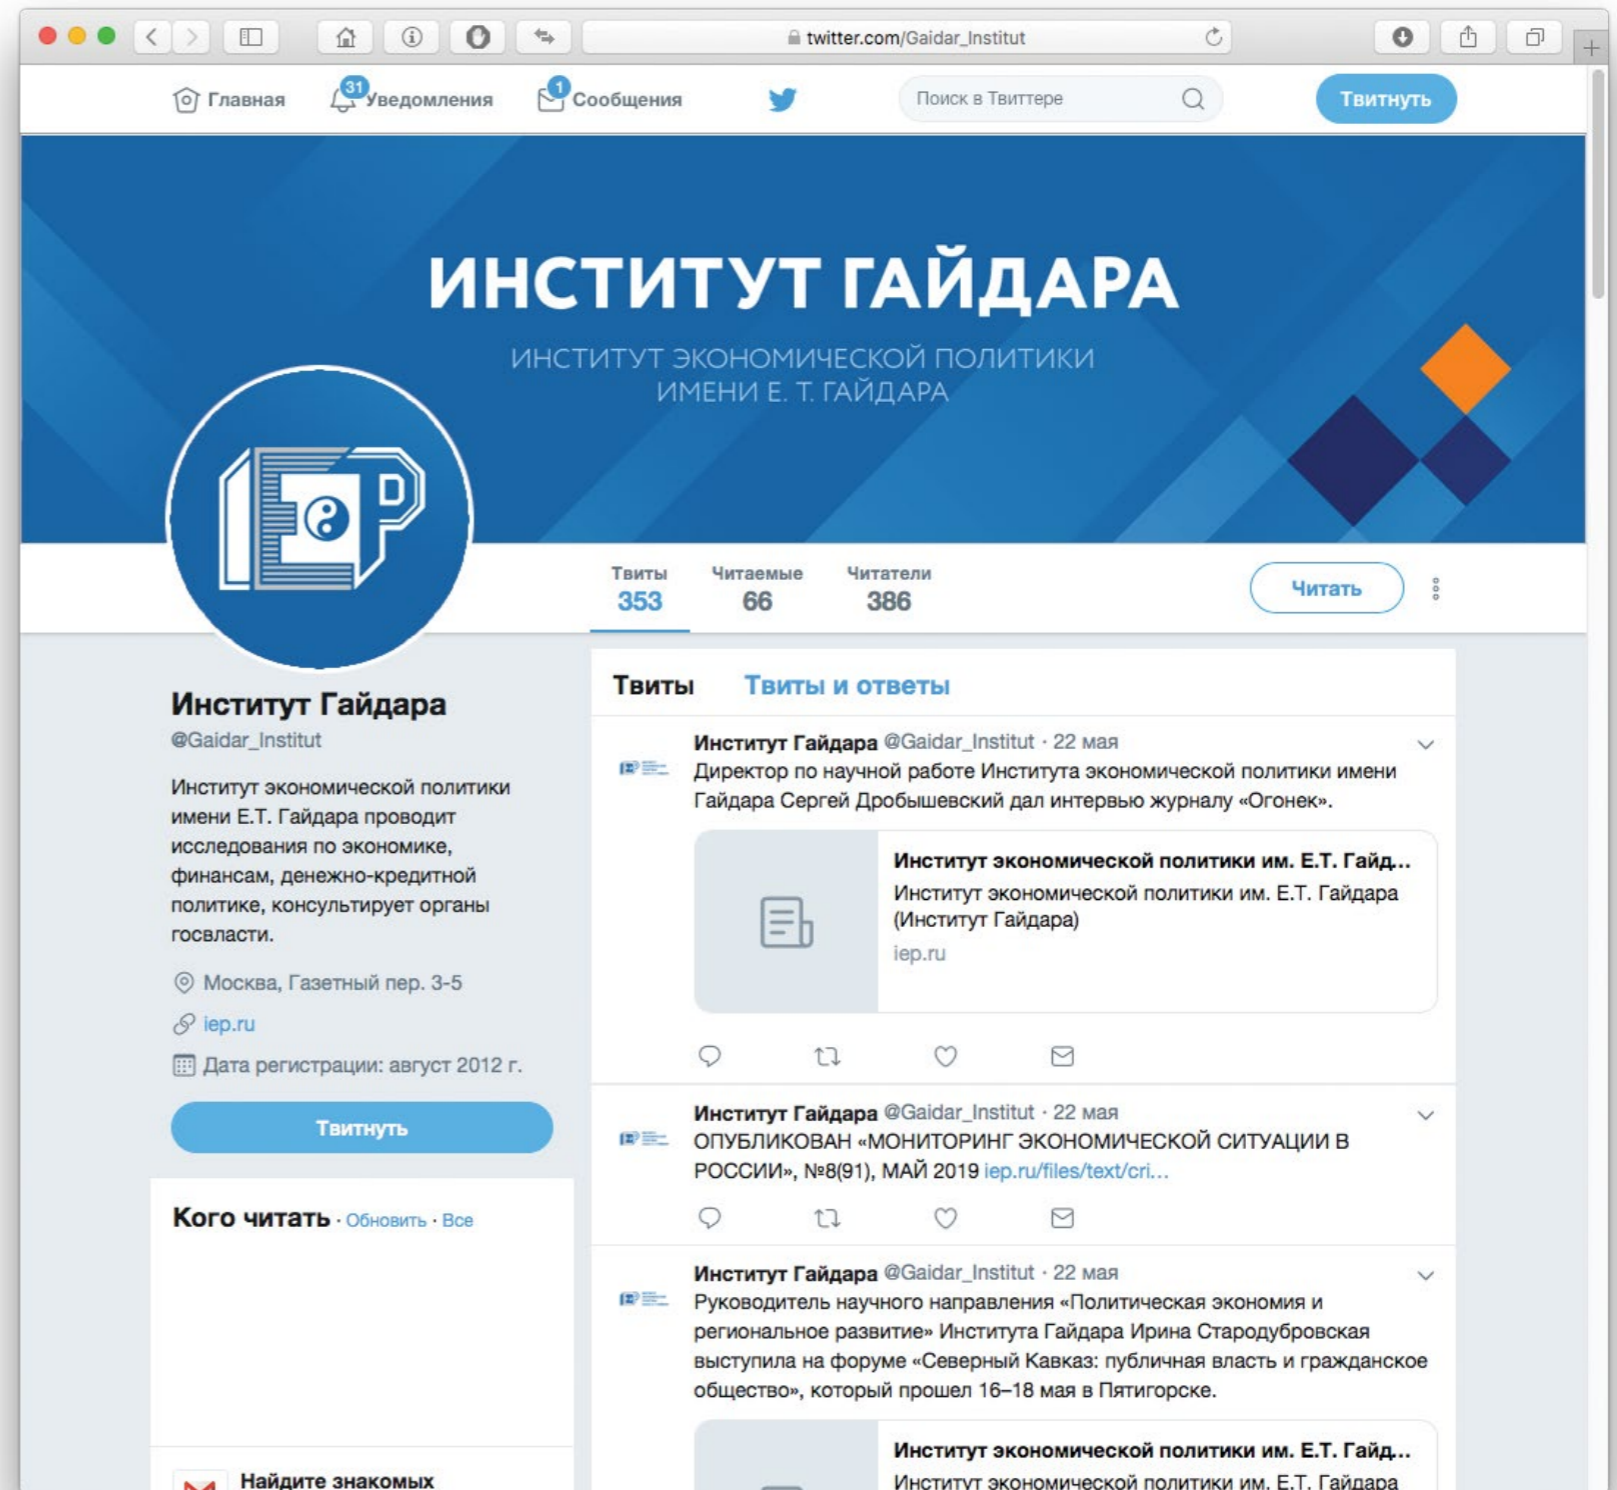 twitter.com/Gaidar_Institut
Главная
31
Уведомления
1
Сообщения
Поиск в Твиттере
Твитнуть
ИНСТИТУТ ГАЙДАРА
ИНСТИТУТ ЭКОНОМИЧЕСКОЙ ПОЛИТИКИ
ИМЕНИ Е. Т. ГАЙДАРА
IEP
Твиты
353
Читаемые
66
Читатели
386
Читать
Институт Гайдара
@Gaidar_Institut
Институт экономической политики
имени Е.Т. Гайдара проводит
исследования по экономике,
финансам, денежно-кредитной
политике, консультирует органы
госвласти.
Москва, Газетный пер. 3-5
iep.ru
Дата регистрации: август 2012 г.
Твитнуть
Кого читать · Обновить · Все
Найдите знакомых
Твиты
Твиты и ответы
Институт Гайдара @Gaidar_Institut · 22 мая
Директор по научной работе Института экономической политики имени
Гайдара Сергей Дробышевский дал интервью журналу «Огонек».
Институт экономической политики им. Е.Т. Гайд...
Институт экономической политики им. Е.Т. Гайдара
(Институт Гайдара)
iep.ru
Институт Гайдара @Gaidar_Institut · 22 мая
ОПУБЛИКОВАН «МОНИТОРИНГ ЭКОНОМИЧЕСКОЙ СИТУАЦИИ В
РОССИИ», №8(91), МАЙ 2019 iep.ru/files/text/cri...
Институт Гайдара @Gaidar_Institut · 22 мая
Руководитель научного направления «Политическая экономия и
региональное развитие» Института Гайдара Ирина Стародубровская
выступила на форуме «Северный Кавказ: публичная власть и гражданское
общество», который прошел 16–18 мая в Пятигорске.
Институт экономической политики им. Е.Т. Гайд...
Институт экономической политики им. Е.Т. Гайдара